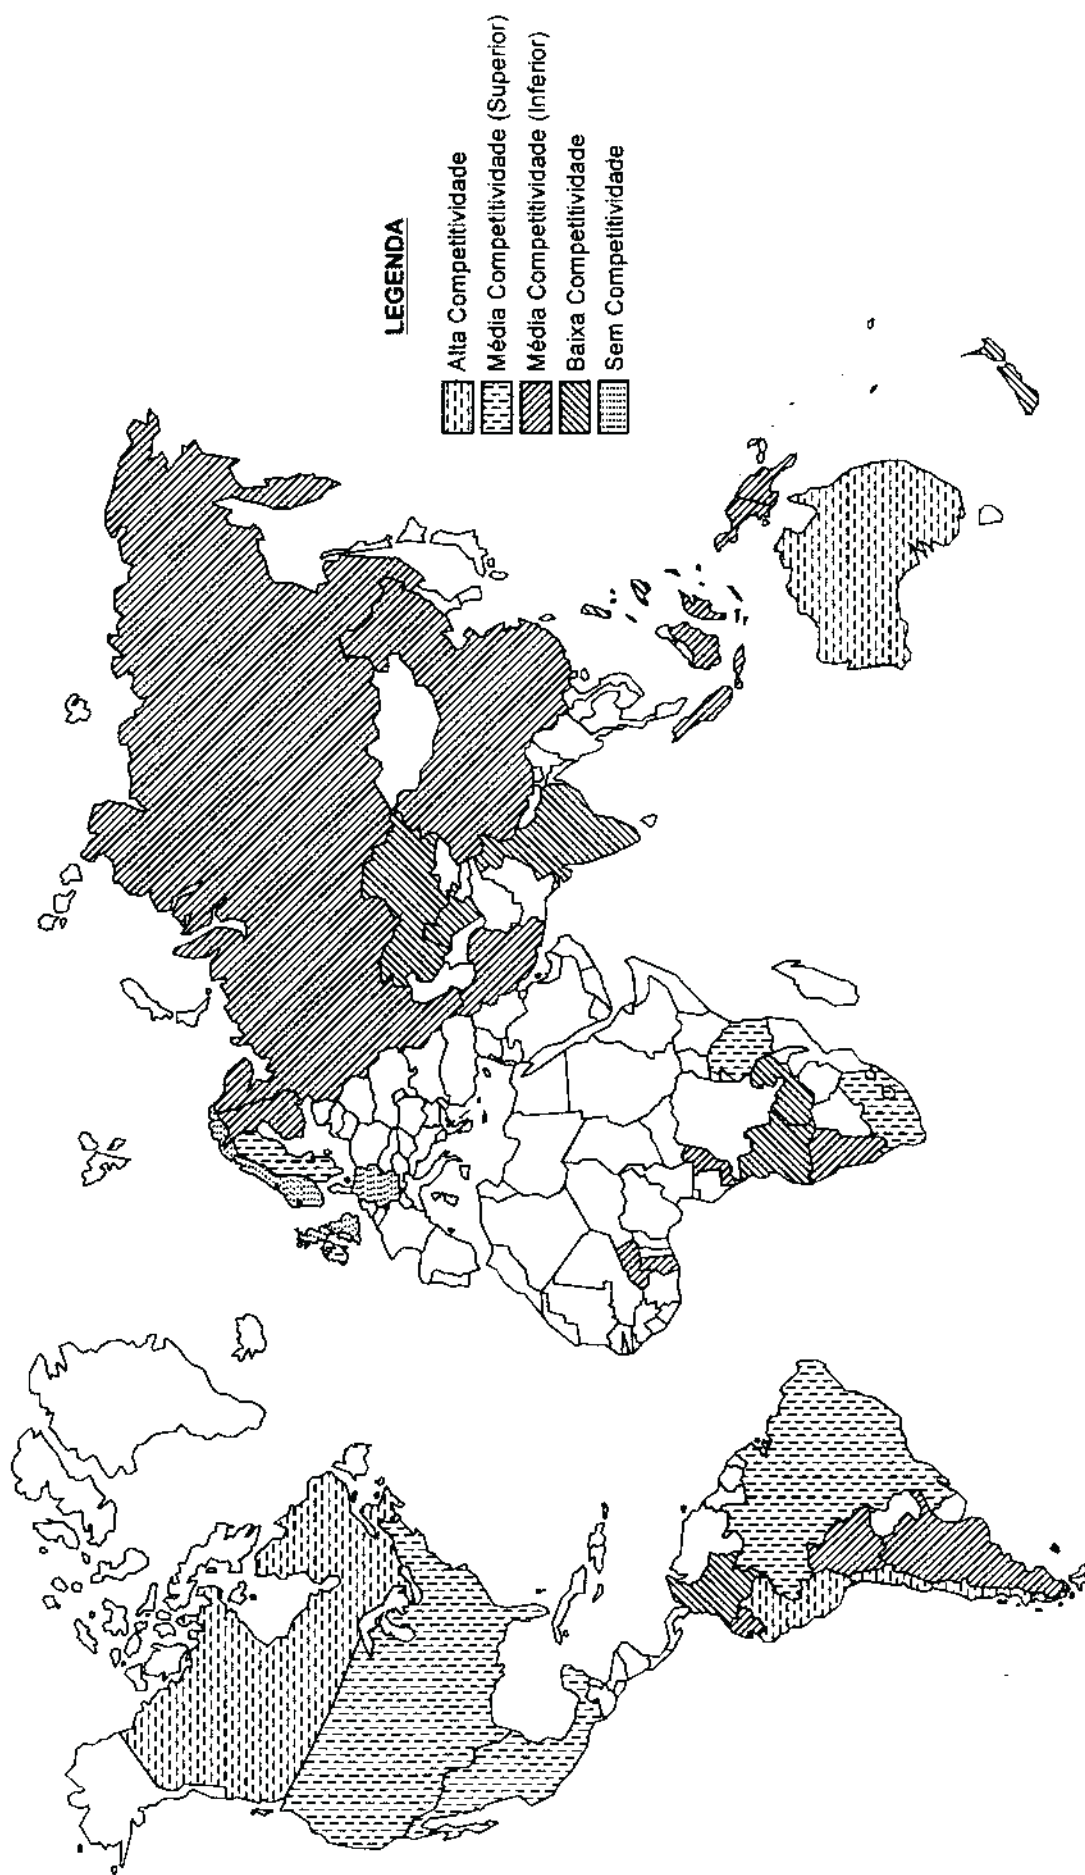 LEGENDA
Alta Competitividade
Média Competitividade (Superior)
Média Competitividade (Inferior)
Baixa Competitividade
Sem Competitividade